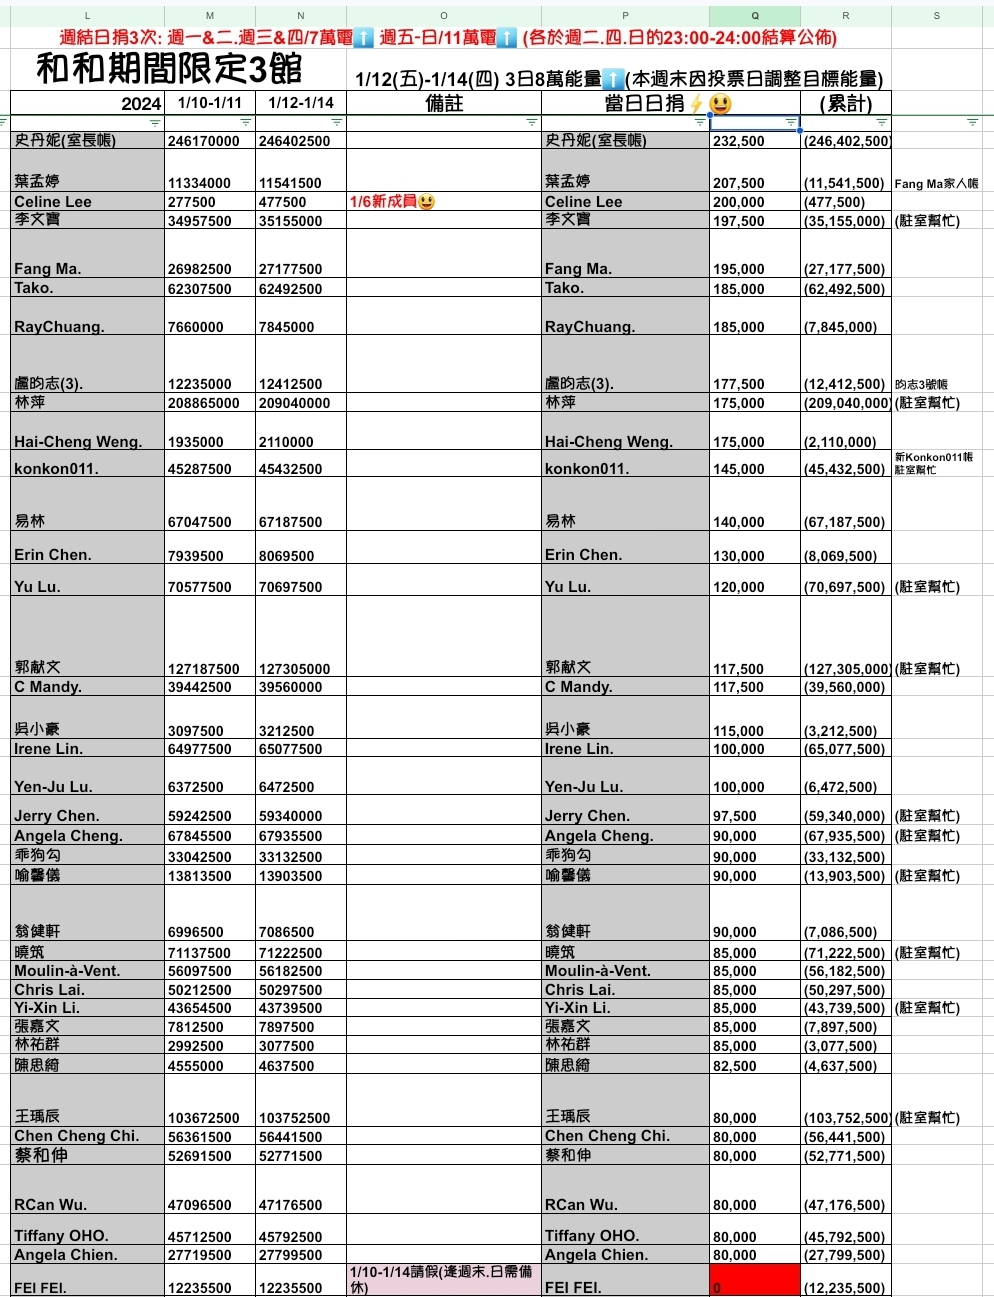 L M N O P Q R S
週結日捐3次: 週一&二.週三&四/7萬電⬆️ 週五-日/11萬電⬆️ (各於週二.四.日的23:00-24:00結算公佈)
和和期間限定3館 1/12(五)-1/14(四) 3日8萬能量⬆️(本週末因投票日調整目標能量)
2024 1/10-1/11 1/12-1/14 備註 當日日捐⚡😃 (累計)
史丹妮(室長帳) 246170000 246402500 史丹妮(室長帳) 232,500 (246,402,500)
葉孟婷 11334000 11541500 葉孟婷 207,500 (11,541,500) Fang Ma家人帳
Celine Lee 277500 477500 1/6新成員😃 Celine Lee 200,000 (477,500)
李文寶 34957500 35155000 李文寶 197,500 (35,155,000) (駐室幫忙)
Fang Ma. 26982500 27177500 Fang Ma. 195,000 (27,177,500)
Tako. 62307500 62492500 Tako. 185,000 (62,492,500)
RayChuang. 7660000 7845000 RayChuang. 185,000 (7,845,000)
盧昀志(3). 12235000 12412500 盧昀志(3). 177,500 (12,412,500) 昀志3號帳
林萍 208865000 209040000 林萍 175,000 (209,040,000) (駐室幫忙)
Hai-Cheng Weng. 1935000 2110000 Hai-Cheng Weng. 175,000 (2,110,000)
konkon011. 45287500 45432500 konkon011. 145,000 (45,432,500) 新Konkon011帳
駐室幫忙
易林 67047500 67187500 易林 140,000 (67,187,500)
Erin Chen. 7939500 8069500 Erin Chen. 130,000 (8,069,500)
Yu Lu. 70577500 70697500 Yu Lu. 120,000 (70,697,500) (駐室幫忙)
郭献文 127187500 127305000 郭献文 117,500 (127,305,000) (駐室幫忙)
C Mandy. 39442500 39560000 C Mandy. 117,500 (39,560,000)
吳小豪 3097500 3212500 吳小豪 115,000 (3,212,500)
Irene Lin. 64977500 65077500 Irene Lin. 100,000 (65,077,500)
Yen-Ju Lu. 6372500 6472500 Yen-Ju Lu. 100,000 (6,472,500)
Jerry Chen. 59242500 59340000 Jerry Chen. 97,500 (59,340,000) (駐室幫忙)
Angela Cheng. 67845500 67935500 Angela Cheng. 90,000 (67,935,500) (駐室幫忙)
乖狗勾 33042500 33132500 乖狗勾 90,000 (33,132,500)
喻馨儀 13813500 13903500 喻馨儀 90,000 (13,903,500) (駐室幫忙)
翁健軒 6996500 7086500 翁健軒 90,000 (7,086,500)
曉筑 71137500 71222500 曉筑 85,000 (71,222,500) (駐室幫忙)
Moulin-à-Vent. 56097500 56182500 Moulin-à-Vent. 85,000 (56,182,500)
Chris Lai. 50212500 50297500 Chris Lai. 85,000 (50,297,500)
Yi-Xin Li. 43654500 43739500 Yi-Xin Li. 85,000 (43,739,500) (駐室幫忙)
張嘉文 7812500 7897500 張嘉文 85,000 (7,897,500)
林祐群 2992500 3077500 林祐群 85,000 (3,077,500)
陳思綺 4555000 4637500 陳思綺 82,500 (4,637,500)
王瑀辰 103672500 103752500 王瑀辰 80,000 (103,752,500) (駐室幫忙)
Chen Cheng Chi. 56361500 56441500 Chen Cheng Chi. 80,000 (56,441,500)
蔡和伸 52691500 52771500 蔡和伸 80,000 (52,771,500)
RCan Wu. 47096500 47176500 RCan Wu. 80,000 (47,176,500)
Tiffany OHO. 45712500 45792500 Tiffany OHO. 80,000 (45,792,500)
Angela Chien. 27719500 27799500 Angela Chien. 80,000 (27,799,500)
FEI FEI. 12235500 12235500 1/10-1/14請假(逢週末.日需備
休) FEI FEI. 0 (12,235,500)